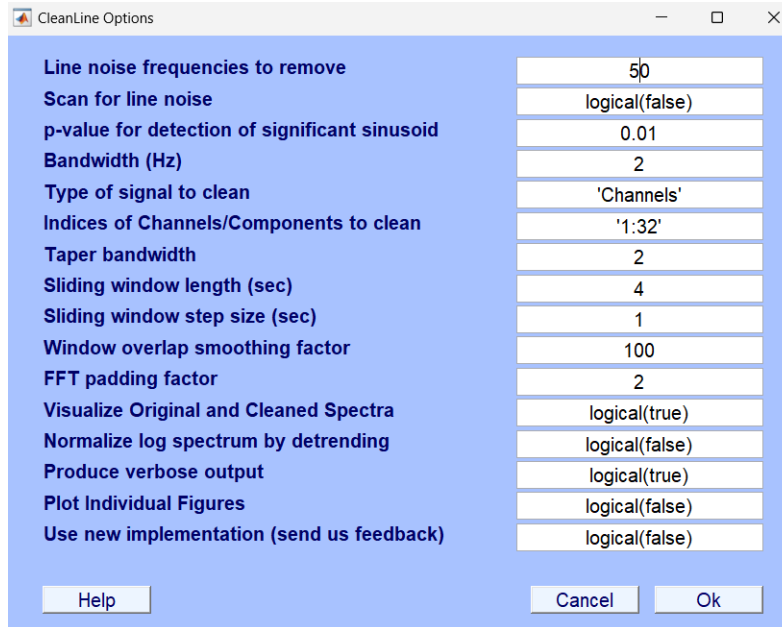 CleanLine Options
Line noise frequencies to remove 50
Scan for line noise logical(false)
p-value for detection of significant sinusoid 0.01
Bandwidth (Hz) 2
Type of signal to clean 'Channels'
Indices of Channels/Components to clean '1:32'
Taper bandwidth 2
Sliding window length (sec) 4
Sliding window step size (sec) 1
Window overlap smoothing factor 100
FFT padding factor 2
Visualize Original and Cleaned Spectra logical(true)
Normalize log spectrum by detrending logical(false)
Produce verbose output logical(true)
Plot Individual Figures logical(false)
Use new implementation (send us feedback) logical(false)
Help Cancel Ok